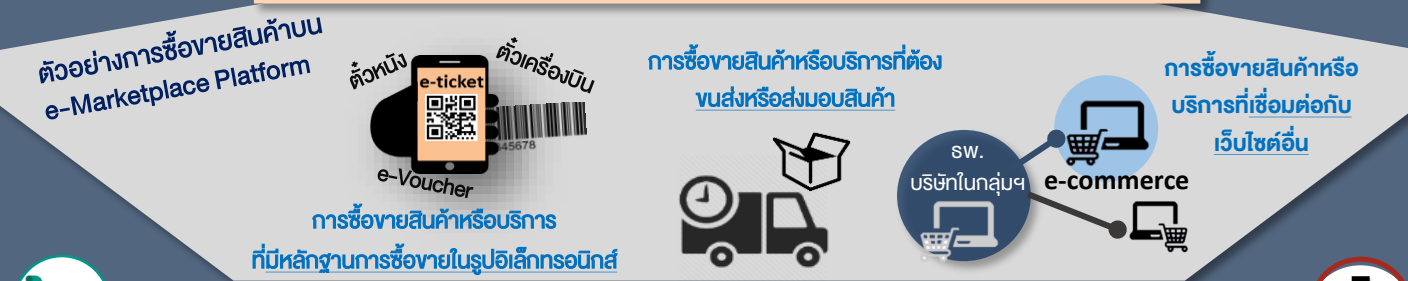 ตัวอย่างการซื้อขายสินค้าบน
e-Marketplace Platform
ตั๋วหนัง
e-ticket
ตั๋วเครื่องบิน
45678
e-Voucher
การซื้อขายสินค้าหรือบริการ
ที่มีหลักฐานการซื้อขายในรูปอิเล็กทรอนิกส์
การซื้อขายสินค้าหรือบริการที่ต้อง
ขนส่งหรือส่งมอบสินค้า
ธพ.
บริษัทในกลุ่มฯ
e-commerce
การซื้อขายสินค้าหรือ
บริการที่เชื่อมต่อกับ
เว็บไซต์อื่น